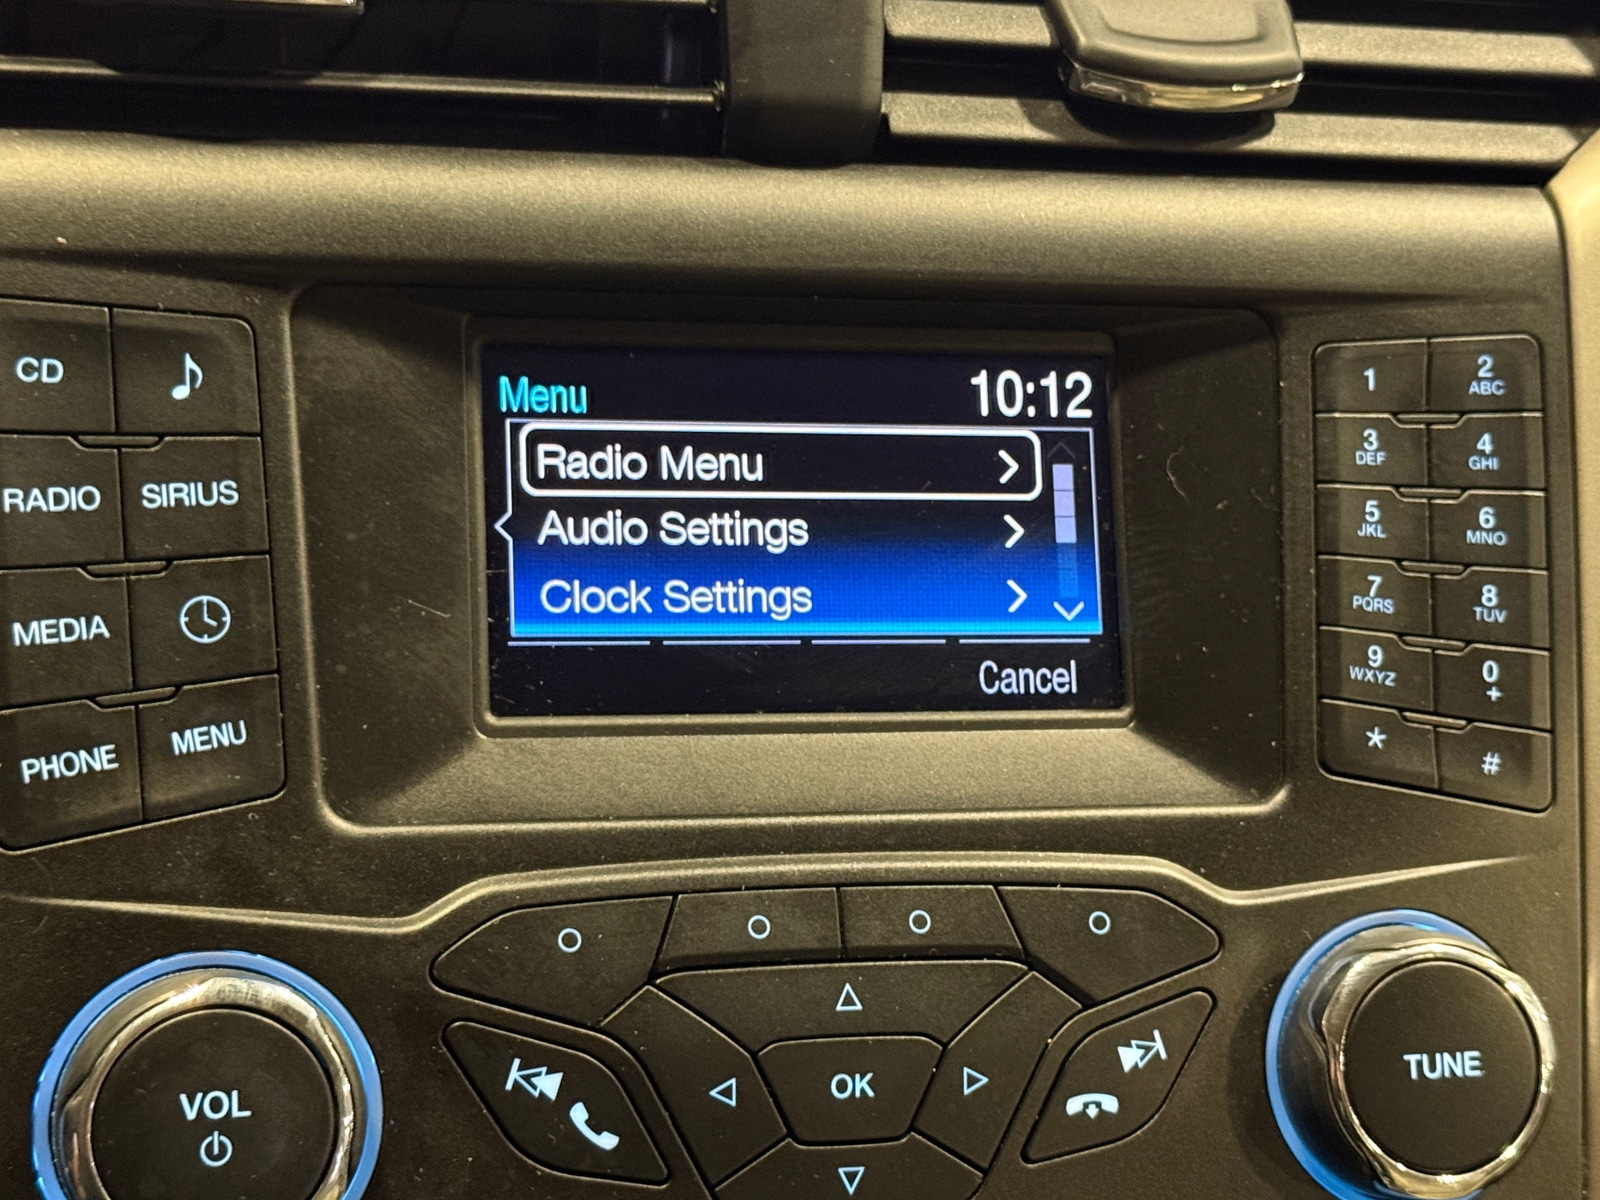 Menu 10:12
Radio Menu
Audio Settings
Clock Settings
Cancel
CD
RADIO SIRIUS
MEDIA
PHONE MENU
1 2 ABC
3 DEF 4 GHI
5 JKL 6 MNO
7 PQRS 8 TUV
9 WXYZ 0 +
* #
VOL
OK
TUNE